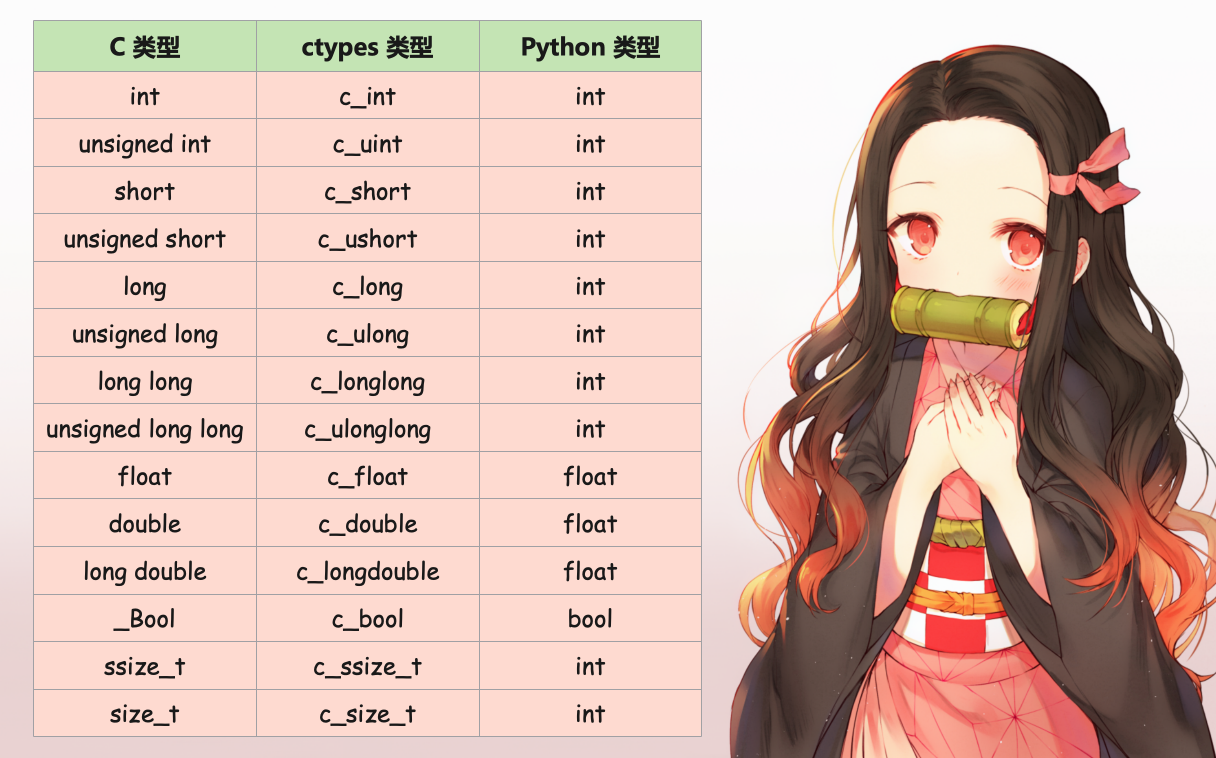 C 类型 ctypes 类型 Python 类型
int c_int int
unsigned int c_uint int
short c_short int
unsigned short c_ushort int
long c_long int
unsigned long c_ulong int
long long c_longlong int
unsigned long long c_ulonglong int
float c_float float
double c_double float
long double c_longdouble float
_Bool c_bool bool
ssize_t c_ssize_t int
size_t c_size_t int